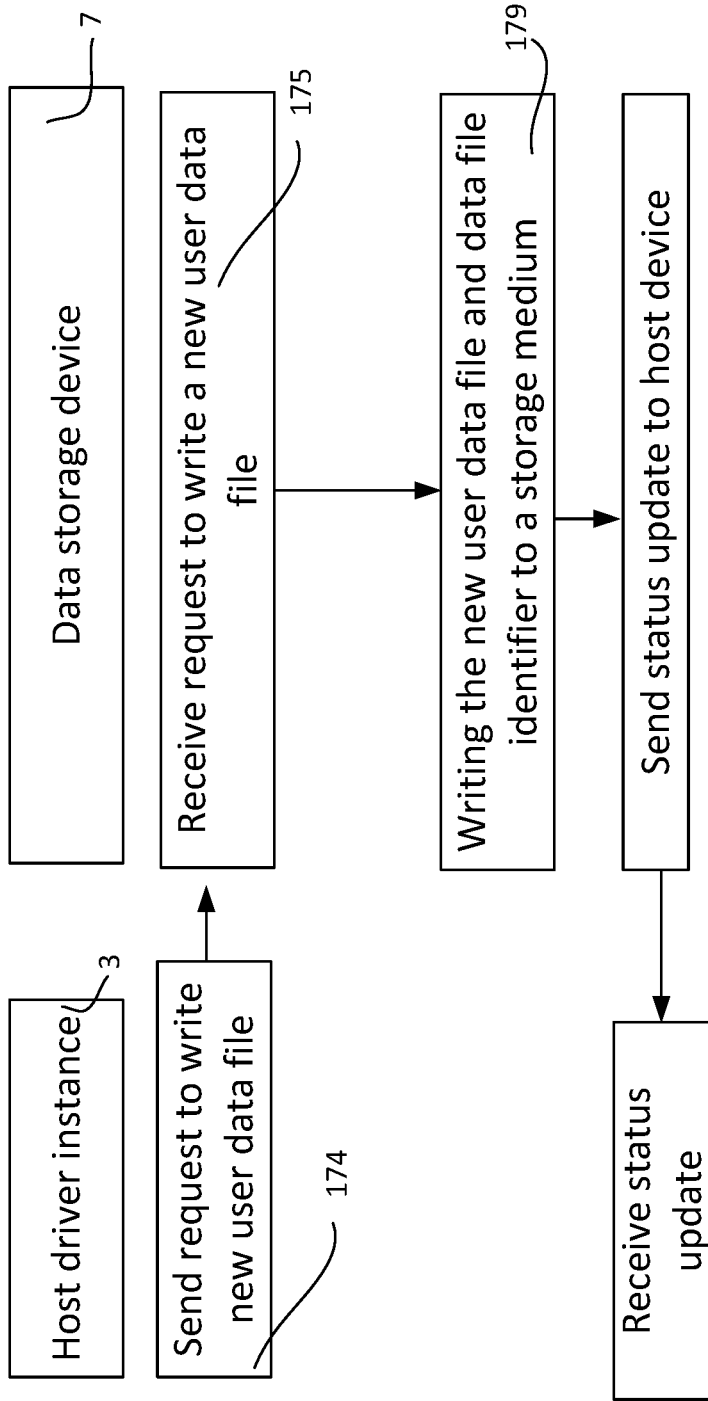 Host driver instance
3
Data storage device
7
Send request to write
new user data file
174
Receive request to write a new user data
file
175
Writing the new user data file and data file
identifier to a storage medium
179
Send status update to host device
Receive status
update